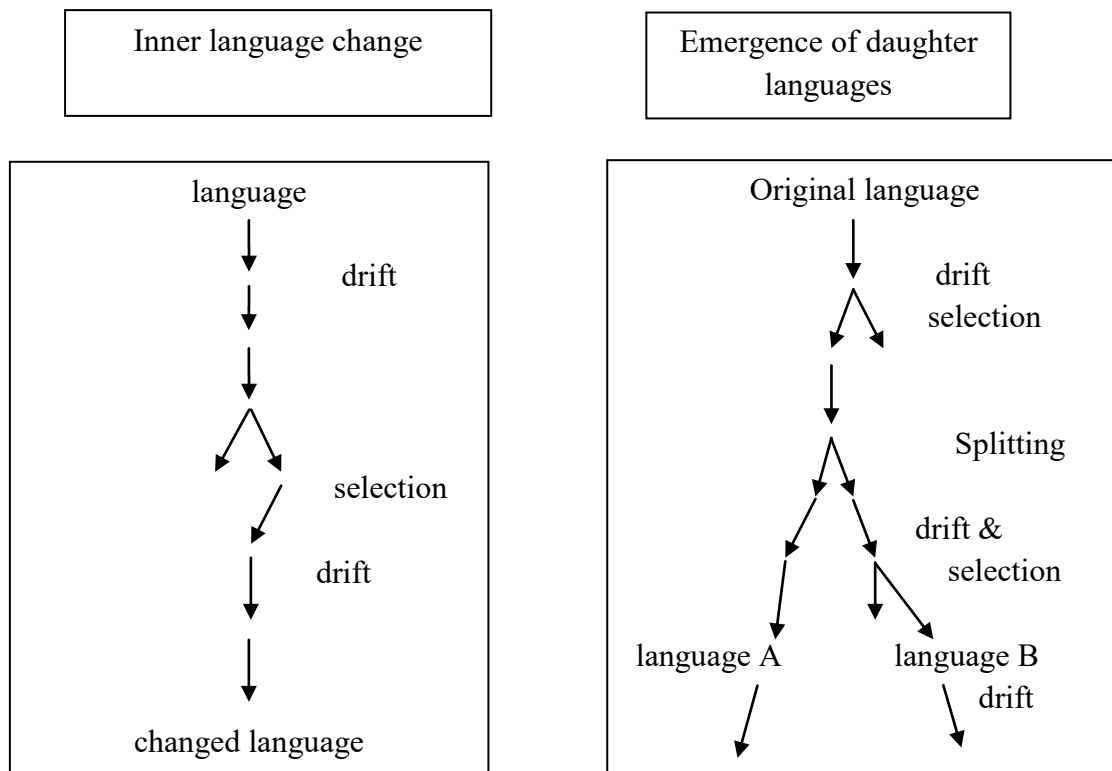 Inner language change
Emergence of daughter
languages
language
drift
selection
drift
changed language
Original language
drift
selection
Splitting
drift &
selection
language A
language B
drift